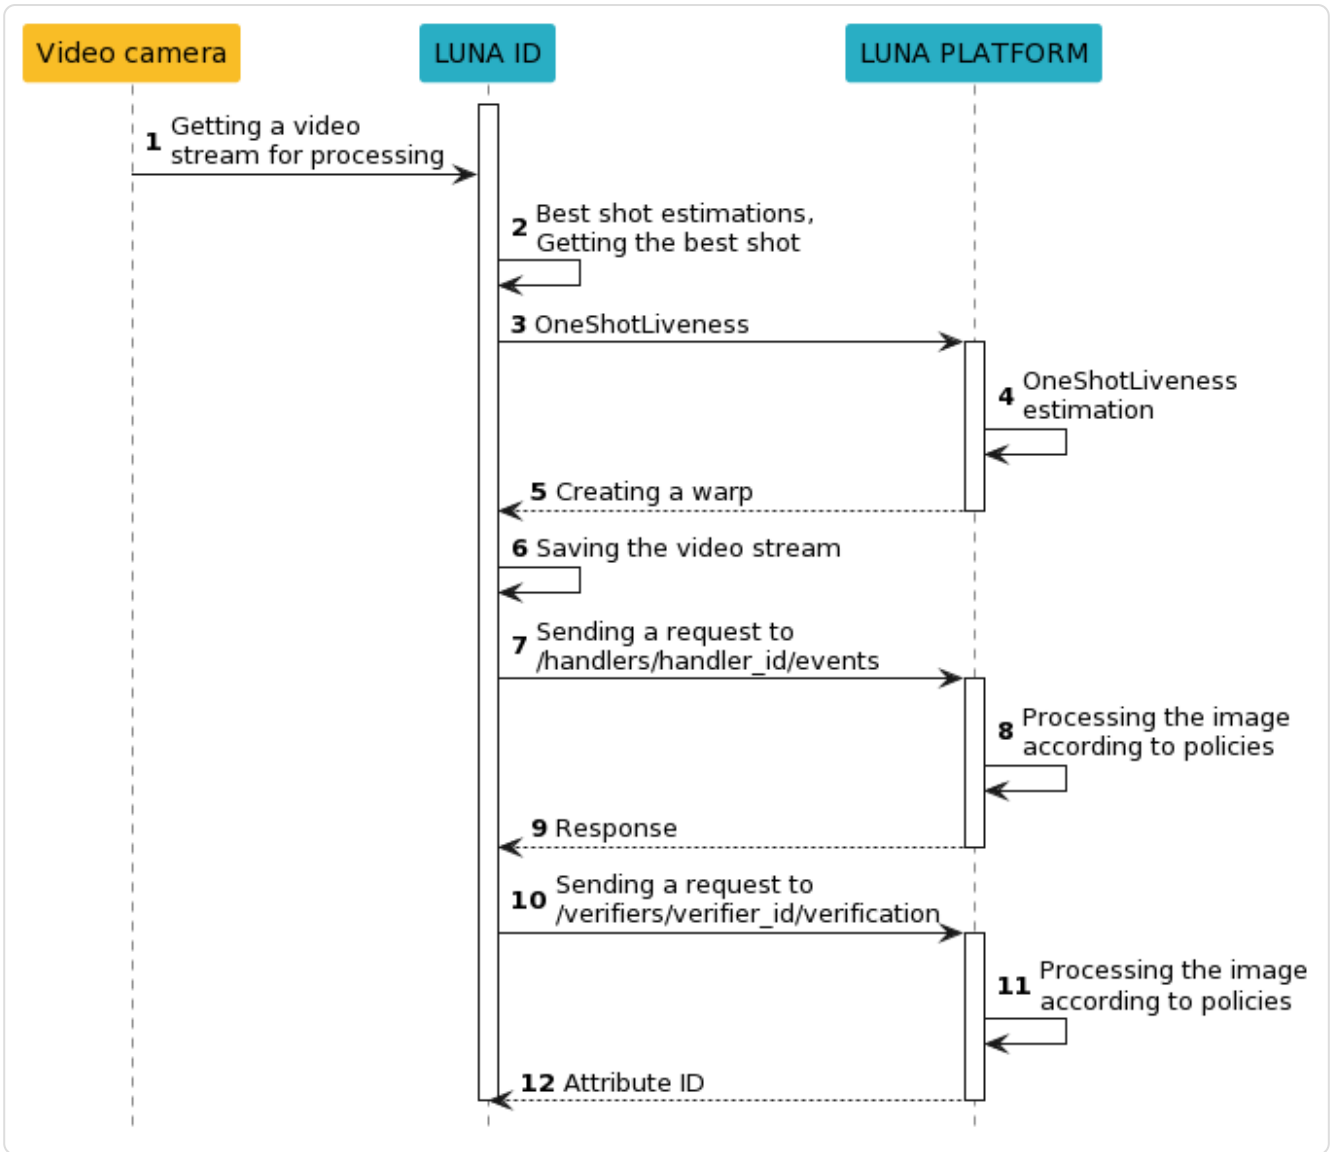 Video camera
LUNA ID
LUNA PLATFORM
1 Getting a video
stream for processing
2 Best shot estimations,
Getting the best shot
3 OneShotLiveness
4 OneShotLiveness
estimation
5 Creating a warp
6 Saving the video stream
7 Sending a request to
/handlers/handler_id/events
8 Processing the image
according to policies
9 Response
10 Sending a request to
/verifiers/verifier_id/verification
11 Processing the image
according to policies
12 Attribute ID